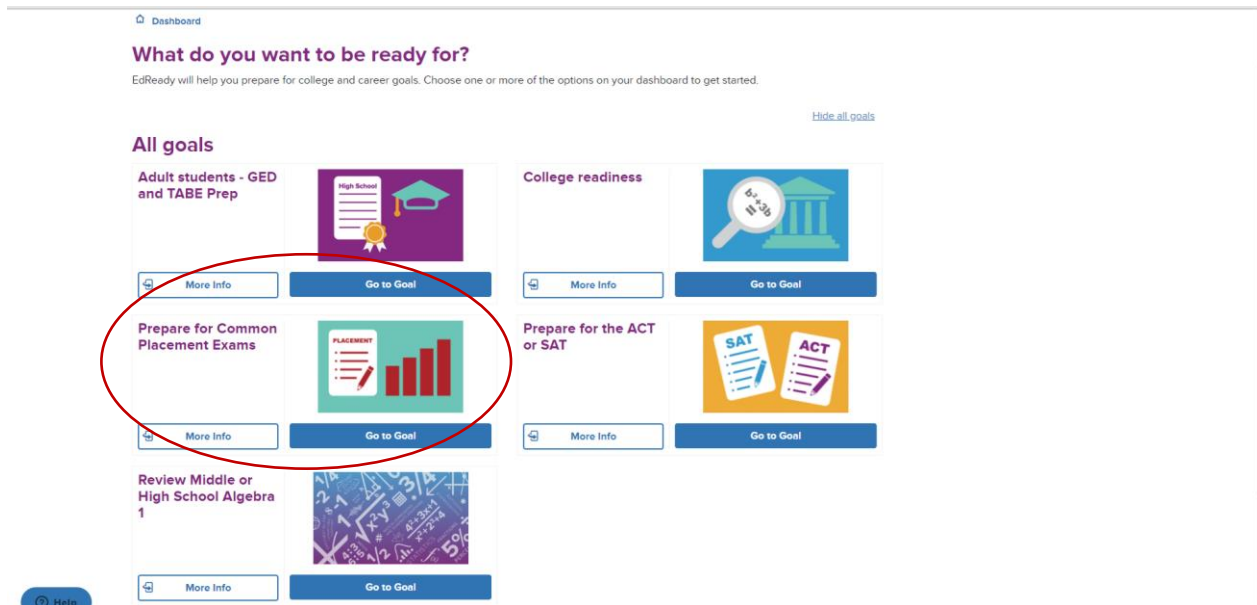 Dashboard
What do you want to be ready for?
EdReady will help you prepare for college and career goals. Choose one or more of the options on your dashboard to get started.
Hide all goals
All goals
Adult students - GED
and TABE Prep
High School
More Info
Go to Goal
College readiness
b²+3b
=
More Info
Go to Goal
Prepare for Common
Placement Exams
PLACEMENT
More Info
Go to Goal
Prepare for the ACT
or SAT
SAT
ACT
More Info
Go to Goal
Review Middle or
High School Algebra
1
More Info
Go to Goal
Help